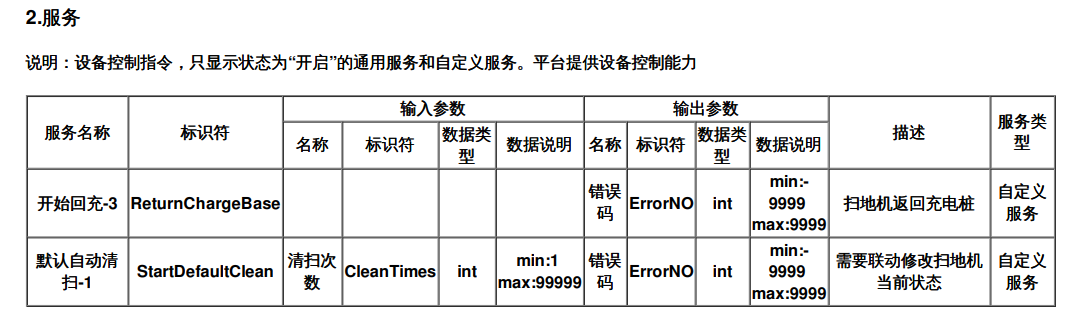 2.服务
说明：设备控制指令，只显示状态为“开启”的通用服务和自定义服务。平台提供设备控制能力
服务名称 标识符 输入参数 输出参数 描述 服务类型
名称 标识符 数据类型 数据说明 名称 标识符 数据类型 数据说明
开始回充-3 ReturnChargeBase 错误码 ErrorNO int min:-9999 max:9999 扫地机返回充电桩 自定义服务
默认自动清扫-1 StartDefaultClean 清扫次数 CleanTimes int min:1 max:99999 错误码 ErrorNO int min:-9999 max:9999 需要联动修改扫地机当前状态 自定义服务